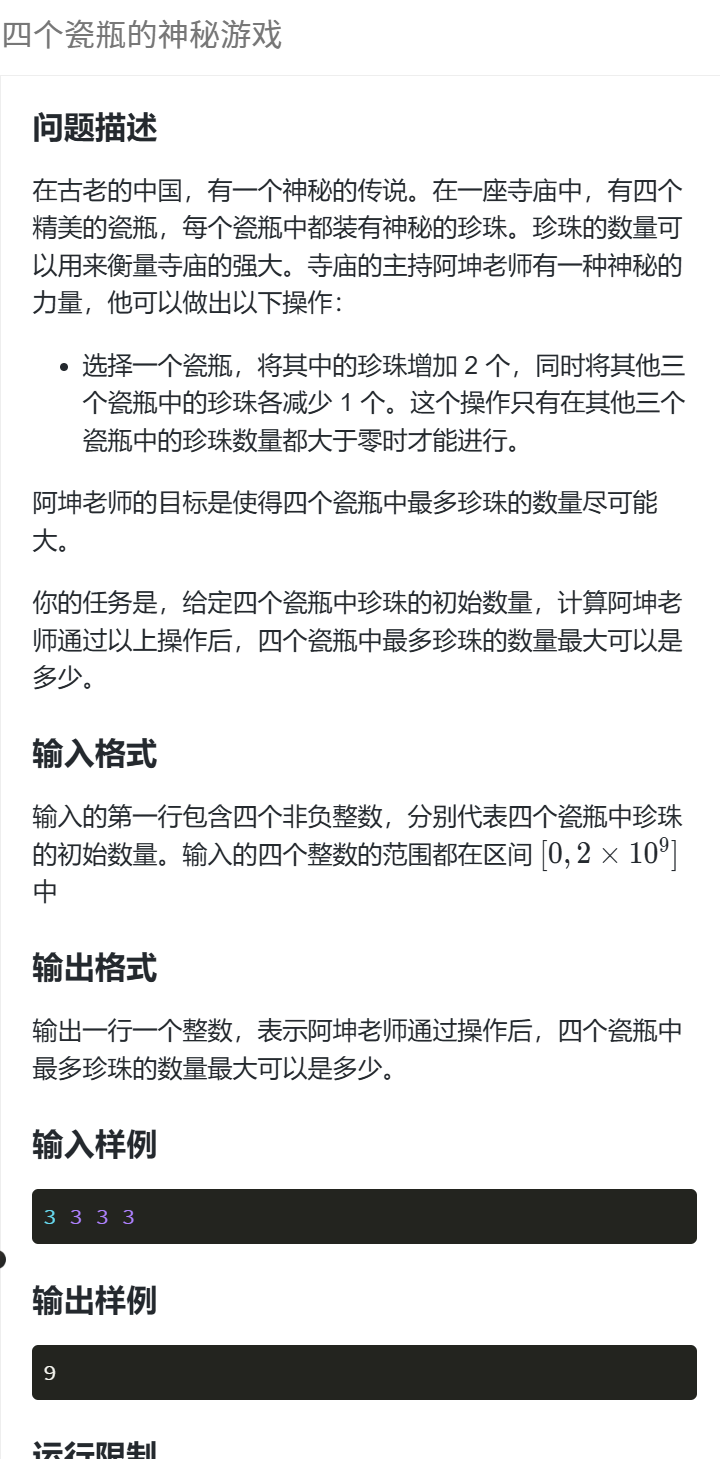 四个瓷瓶的神秘游戏
问题描述
在古老的中国，有一个神秘的传说。在一座寺庙中，有四个
精美的瓷瓶，每个瓷瓶中都装有神秘的珍珠。珍珠的数量可
以用来衡量寺庙的强大。寺庙的主持阿坤老师有一种神秘的
力量，他可以做出以下操作：
• 选择一个瓷瓶，将其中的珍珠增加 2 个，同时将其他三
个瓷瓶中的珍珠各减少 1 个。这个操作只有在其他三个
瓷瓶中的珍珠数量都大于零时才能进行。
阿坤老师的目标是使得四个瓷瓶中最多珍珠的数量尽可能
大。
你的任务是，给定四个瓷瓶中珍珠的初始数量，计算阿坤老
师通过以上操作后，四个瓷瓶中最多珍珠的数量最大可以是
多少。
输入格式
输入的第一行包含四个非负整数，分别代表四个瓷瓶中珍珠
的初始数量。输入的四个整数的范围都在区间 [0, 2 × 10⁹]
中
输出格式
输出一行一个整数，表示阿坤老师通过操作后，四个瓷瓶中
最多珍珠的数量最大可以是多少。
输入样例
3 3 3 3
输出样例
9
运行限制